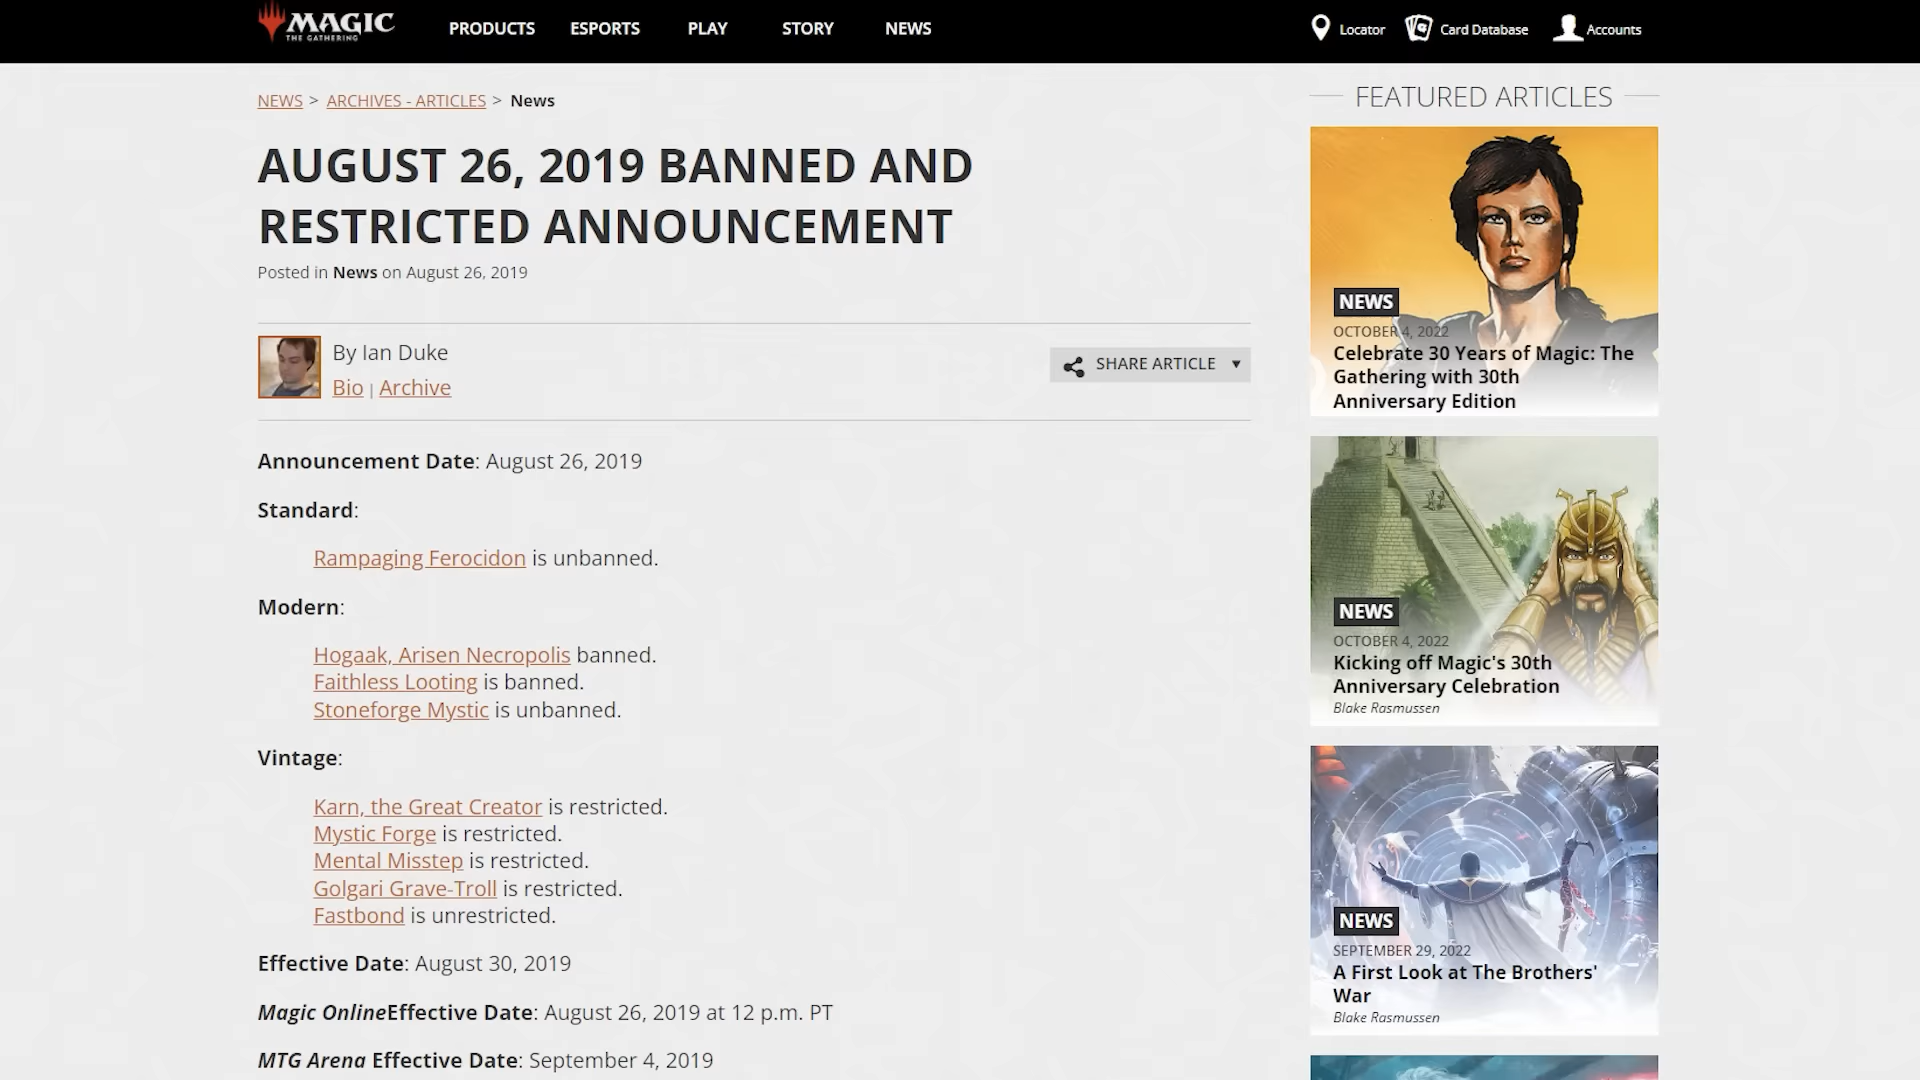 MAGIC
THE GATHERING
PRODUCTS ESPORTS PLAY STORY NEWS
Locator Card Database Accounts
NEWS > ARCHIVES - ARTICLES > News
AUGUST 26, 2019 BANNED AND
RESTRICTED ANNOUNCEMENT
Posted in News on August 26, 2019
By Ian Duke
Bio | Archive
SHARE ARTICLE ▼
Announcement Date: August 26, 2019
Standard:
Rampaging Ferocidon is unbanned.
Modern:
Hogaak, Arisen Necropolis banned.
Faithless Looting is banned.
Stoneforge Mystic is unbanned.
Vintage:
Karn, the Great Creator is restricted.
Mystic Forge is restricted.
Mental Misstep is restricted.
Golgari Grave-Troll is restricted.
Fastbond is unrestricted.
Effective Date: August 30, 2019
Magic OnlineEffective Date: August 26, 2019 at 12 p.m. PT
MTG Arena Effective Date: September 4, 2019
FEATURED ARTICLES
NEWS
OCTOBER 4, 2022
Celebrate 30 Years of Magic: The
Gathering with 30th
Anniversary Edition
NEWS
OCTOBER 4, 2022
Kicking off Magic's 30th
Anniversary Celebration
Blake Rasmussen
NEWS
SEPTEMBER 29, 2022
A First Look at The Brothers'
War
Blake Rasmussen